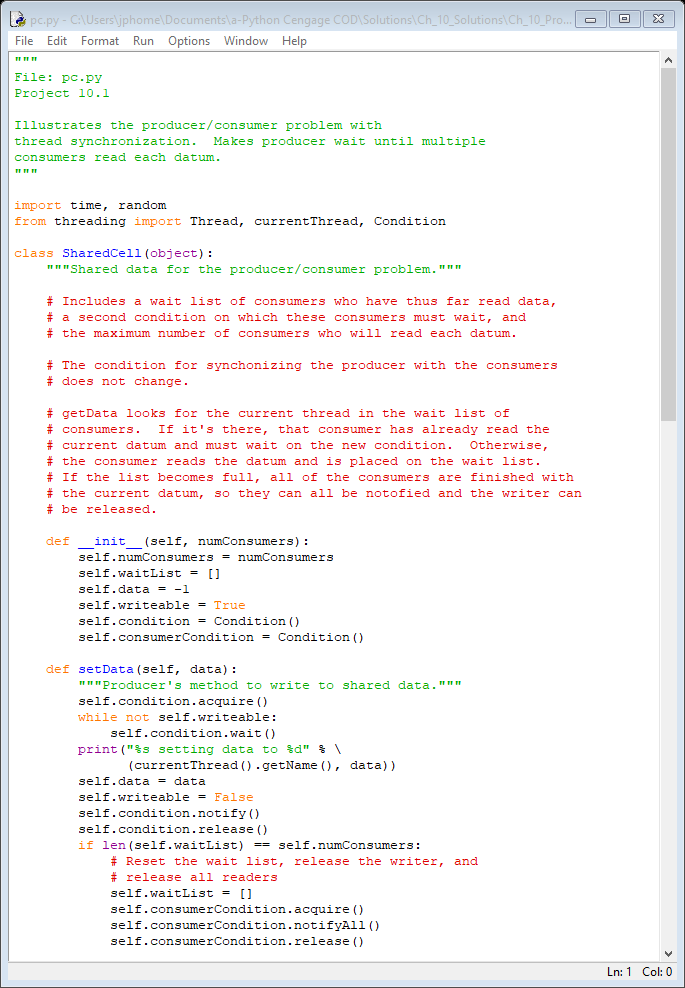 pc.py - C:\Users\jphome\Documents\a-Python Cengage COD\Solutions\Ch_10_Solutions\Ch_10_Pro...
File Edit Format Run Options Window Help
"""
File: pc.py
Project 10.1

Illustrates the producer/consumer problem with
thread synchronization.  Makes producer wait until multiple
consumers read each datum.
"""

import time, random
from threading import Thread, currentThread, Condition

class SharedCell(object):
    """Shared data for the producer/consumer problem."""

    # Includes a wait list of consumers who have thus far read data,
    # a second condition on which these consumers must wait, and
    # the maximum number of consumers who will read each datum.

    # The condition for synchonizing the producer with the consumers
    # does not change.

    # getData looks for the current thread in the wait list of
    # consumers.  If it's there, that consumer has already read the
    # current datum and must wait on the new condition.  Otherwise,
    # the consumer reads the datum and is placed on the wait list.
    # If the list becomes full, all of the consumers are finished with
    # the current datum, so they can all be notofied and the writer can
    # be released.

    def __init__(self, numConsumers):
        self.numConsumers = numConsumers
        self.waitList = []
        self.data = -1
        self.writeable = True
        self.condition = Condition()
        self.consumerCondition = Condition()

    def setData(self, data):
        """Producer's method to write to shared data."""
        self.condition.acquire()
        while not self.writeable:
            self.condition.wait()
        print("%s setting data to %d" % \
              (currentThread().getName(), data))
        self.data = data
        self.writeable = False
        self.condition.notify()
        self.condition.release()
        if len(self.waitList) == self.numConsumers:
            # Reset the wait list, release the writer, and
            # release all readers
            self.waitList = []
            self.consumerCondition.acquire()
            self.consumerCondition.notifyAll()
            self.consumerCondition.release()
Ln: 1 Col: 0